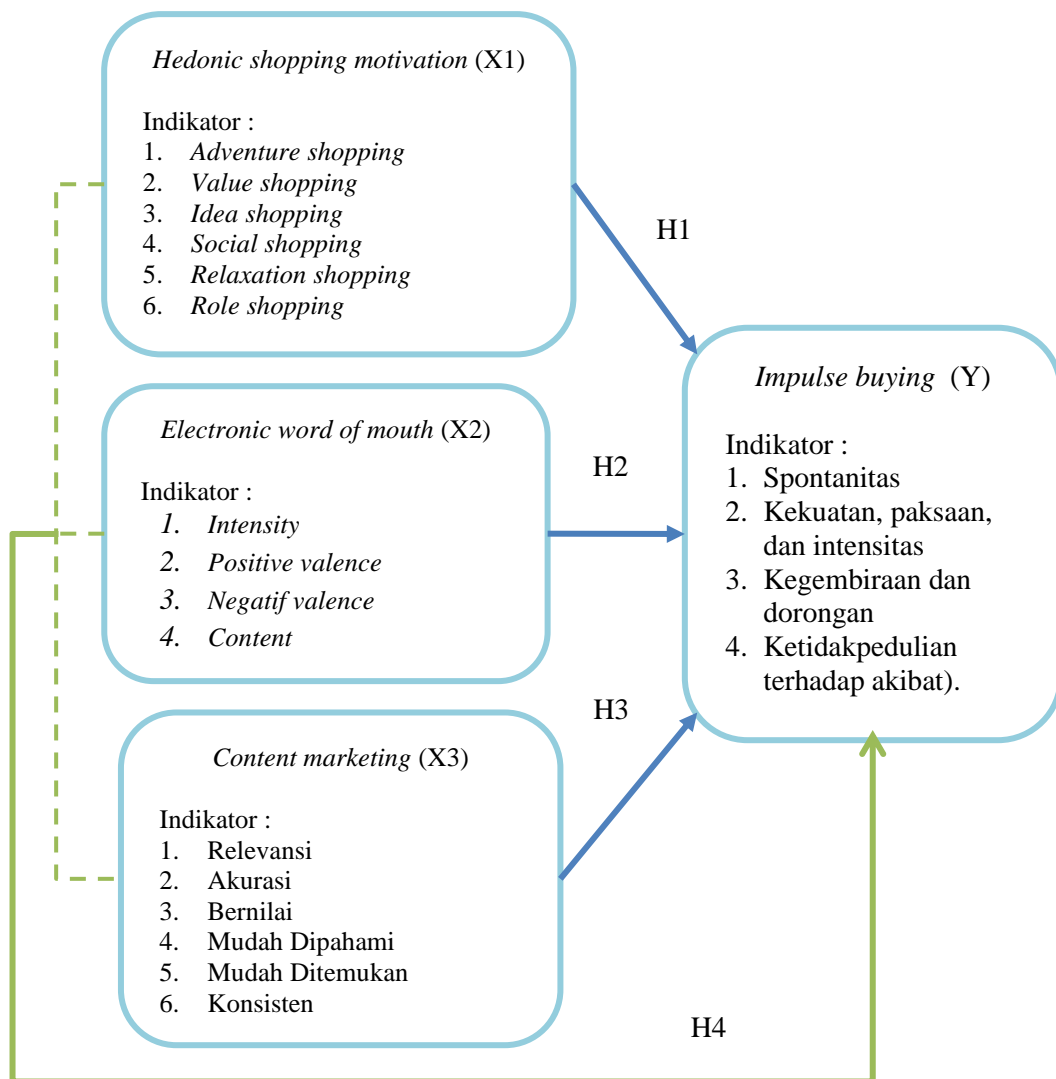 Hedonic shopping motivation (X1)
Indikator :
1. Adventure shopping
2. Value shopping
3. Idea shopping
4. Social shopping
5. Relaxation shopping
6. Role shopping
H1
Electronic word of mouth (X2)
Indikator :
1. Intensity
2. Positive valence
3. Negatif valence
4. Content
H2
Content marketing (X3)
Indikator :
1. Relevansi
2. Akurasi
3. Bernilai
4. Mudah Dipahami
5. Mudah Ditemukan
6. Konsisten
H3
Impulse buying (Y)
Indikator :
1. Spontanitas
2. Kekuatan, paksaan,
dan intensitas
3. Kegembiraan dan
dorongan
4. Ketidakpedulian
terhadap akibat).
H4